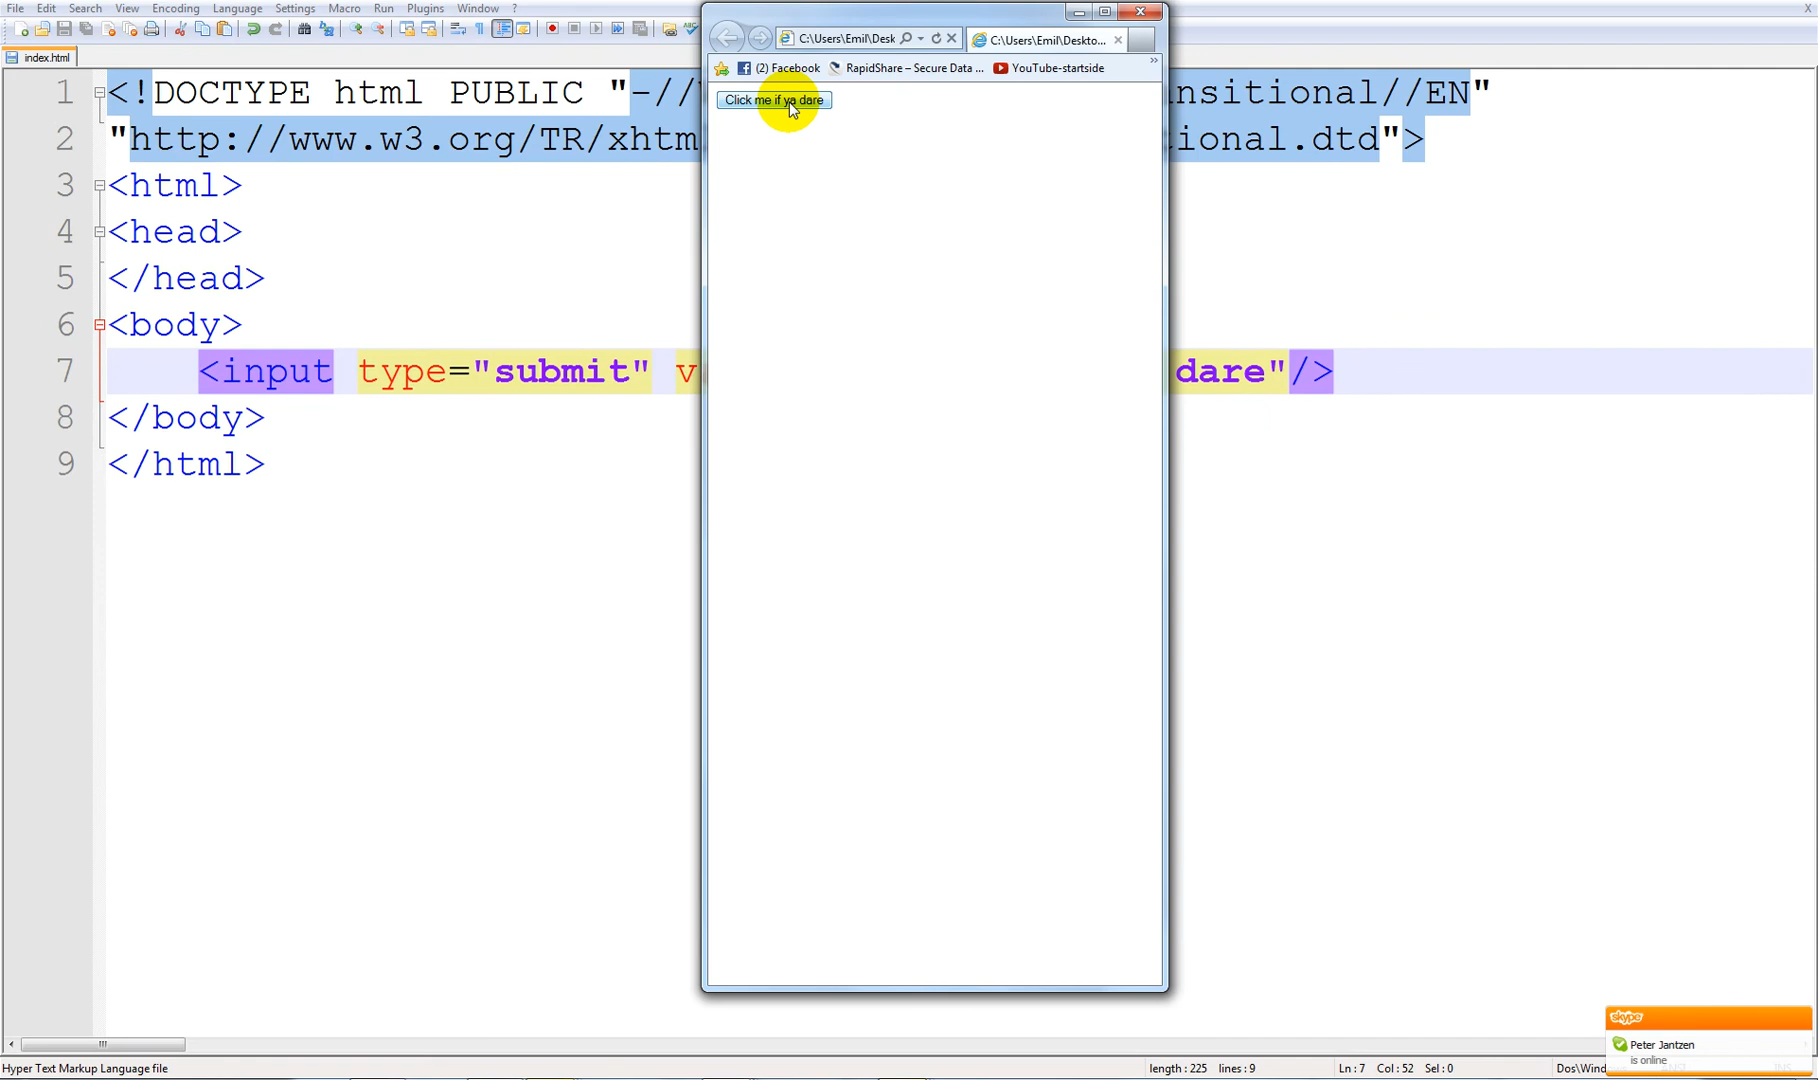 File Edit Search View Encoding Language Settings Macro Run Plugins Window ? X
index.html
C:\Users\Emil\Desk
C:\Users\Emil\Deskto...
(2) Facebook RapidShare – Secure Data ... YouTube-startside »
Click me if ya dare
1 <!DOCTYPE html PUBLIC "-// nsitional//EN"
2 "http://www.w3.org/TR/xhtm tional.dtd">
3 <html>
4 <head>
5 </head>
6 <body>
7 <input type="submit" v dare"/>
8 </body>
9 </html>
skype
Peter Jantzen
is online
Hyper Text Markup Language file length : 225 lines : 9 Ln : 7 Col : 52 Sel : 0 Dos\Windo